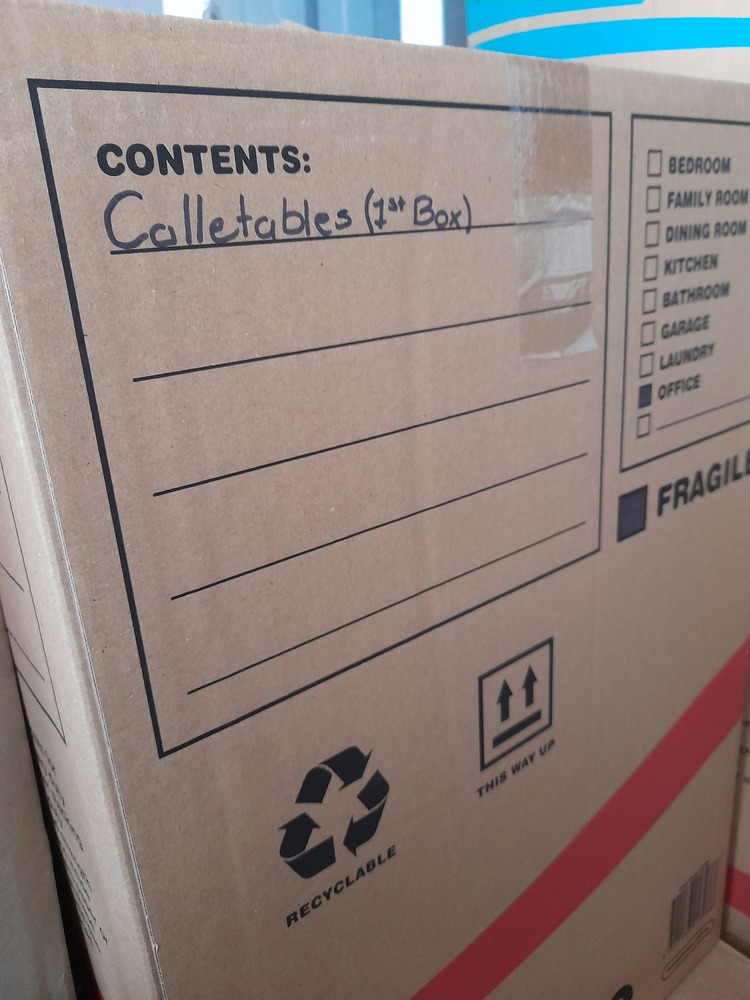 CONTENTS:
Calletables (1st Box)
BEDROOM
FAMILY ROOM
DINING ROOM
KITCHEN
BATHROOM
GARAGE
LAUNDRY
OFFICE
FRAGILE
THIS WAY UP
RECYCLABLE